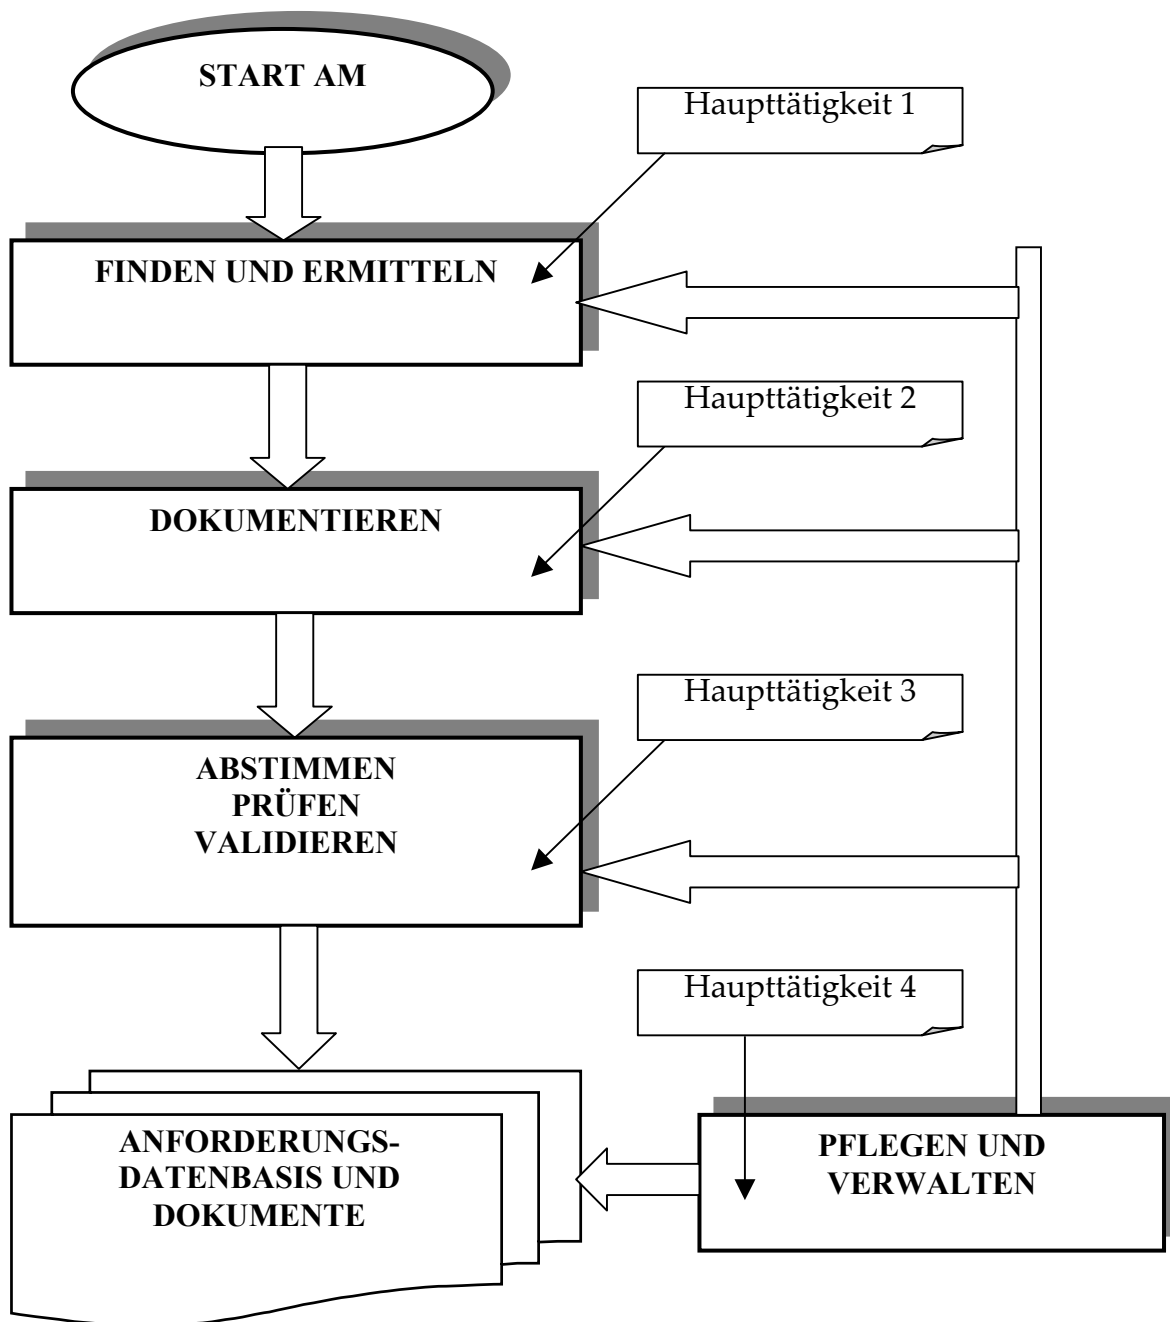 START AM
Haupttätigkeit 1
FINDEN UND ERMITTELN
Haupttätigkeit 2
DOKUMENTIEREN
Haupttätigkeit 3
ABSTIMMEN
PRÜFEN
VALIDIEREN
Haupttätigkeit 4
ANFORDERUNGS-
DATENBASIS UND
DOKUMENTE
PFLEGEN UND
VERWALTEN